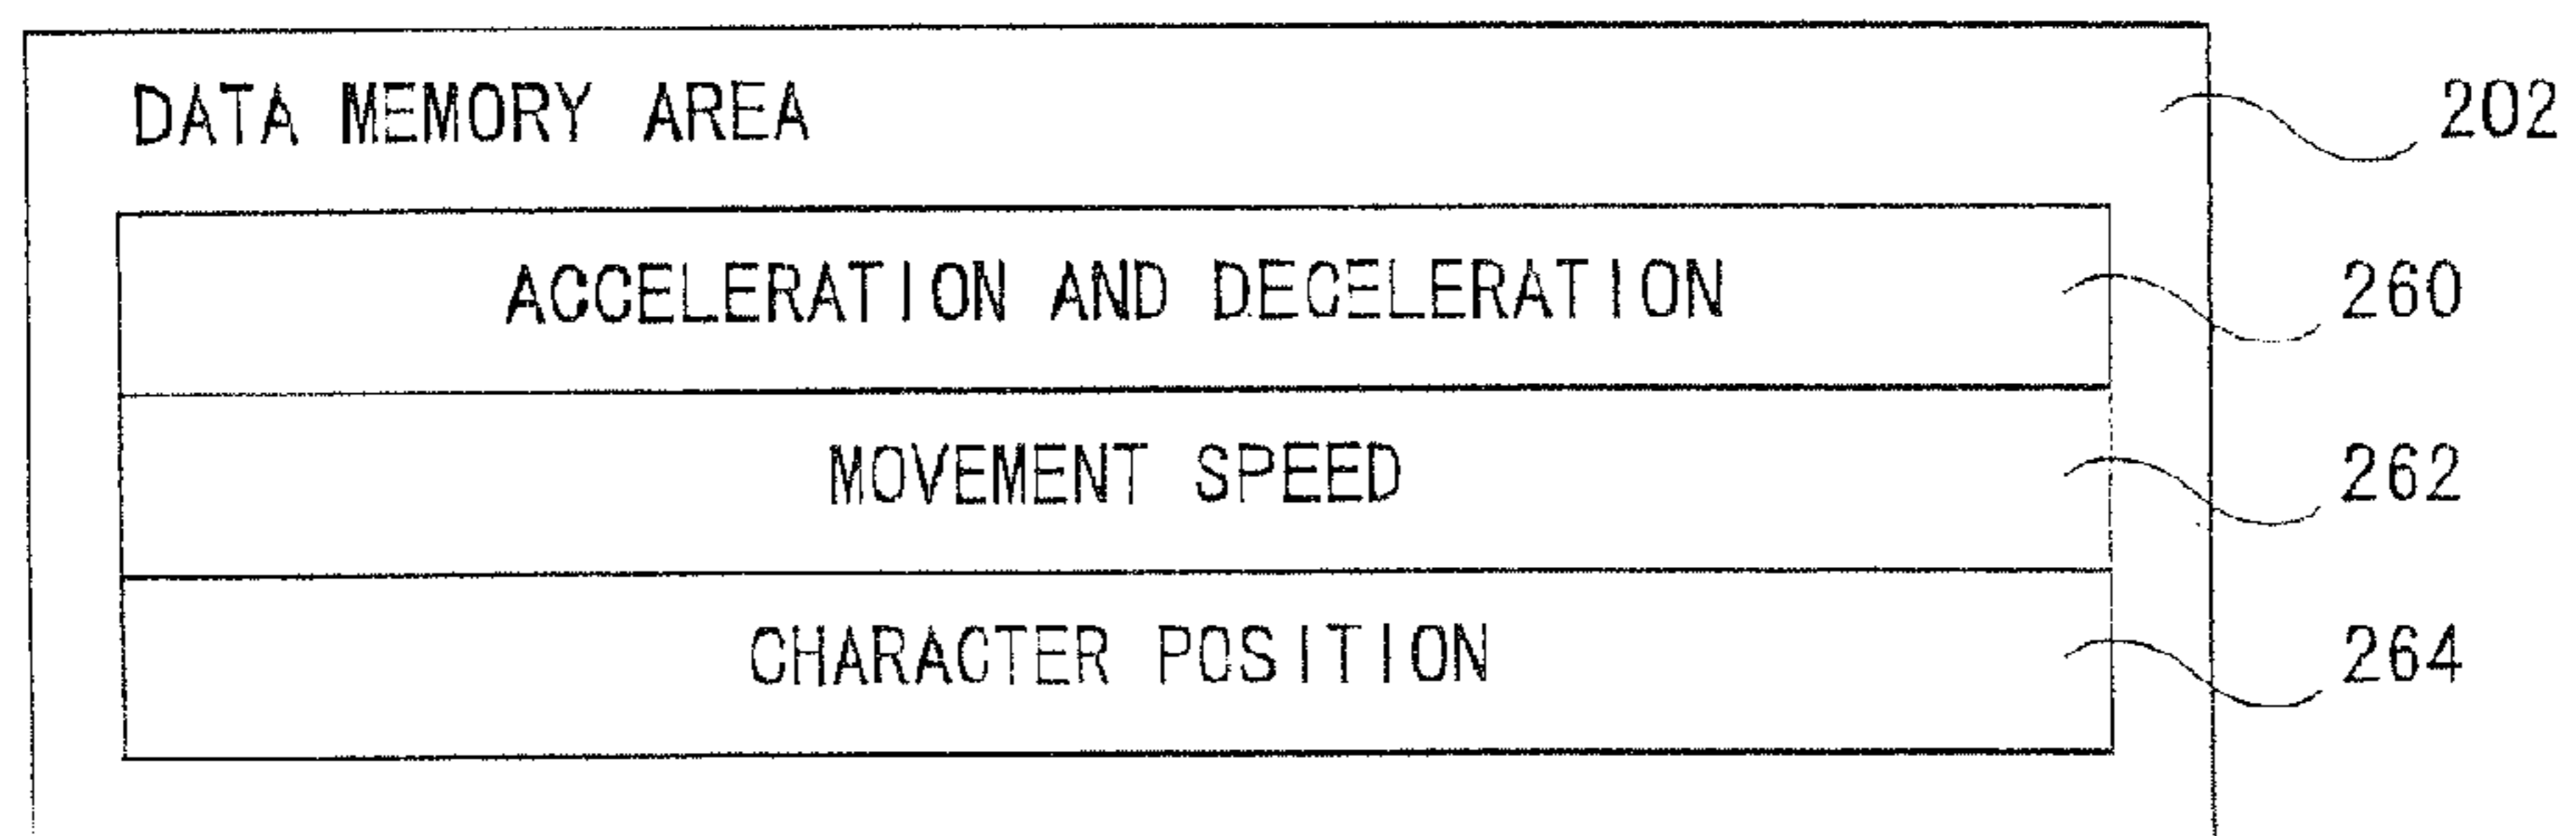 DATA MEMORY AREA 202
ACCELERATION AND DECELERATION 260
MOVEMENT SPEED 262
CHARACTER POSITION 264